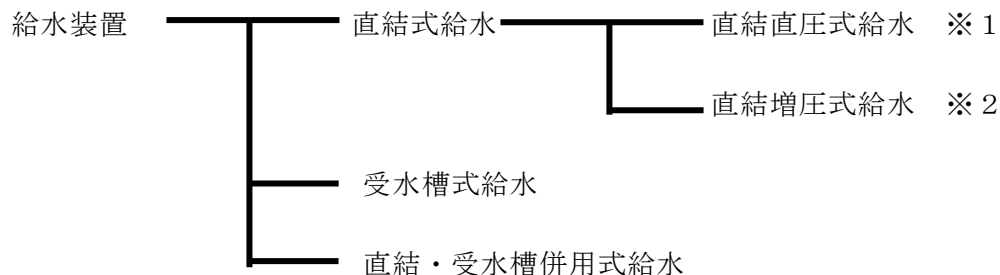 給水装置 直結式給水 直結直圧式給水 ※1
直結増圧式給水 ※2
受水槽式給水
直結・受水槽併用式給水